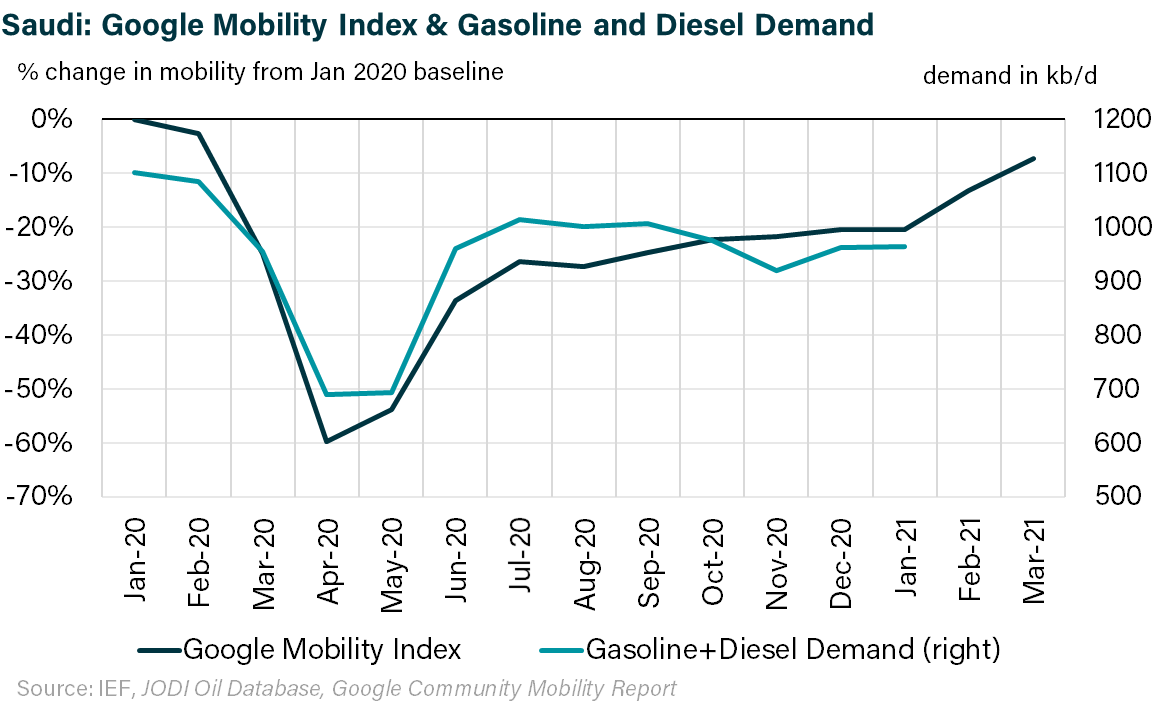 Saudi: Google Mobility Index & Gasoline and Diesel Demand
% change in mobility from Jan 2020 baseline
demand in kb/d
0%
-10%
-20%
-30%
-40%
-50%
-60%
-70%
1200
1100
1000
900
800
700
600
500
Jan-20
Feb-20
Mar-20
Apr-20
May-20
Jun-20
Jul-20
Aug-20
Sep-20
Oct-20
Nov-20
Dec-20
Jan-21
Feb-21
Mar-21
Google Mobility Index
Gasoline+Diesel Demand (right)
Source: IEF, JODI Oil Database, Google Community Mobility Report